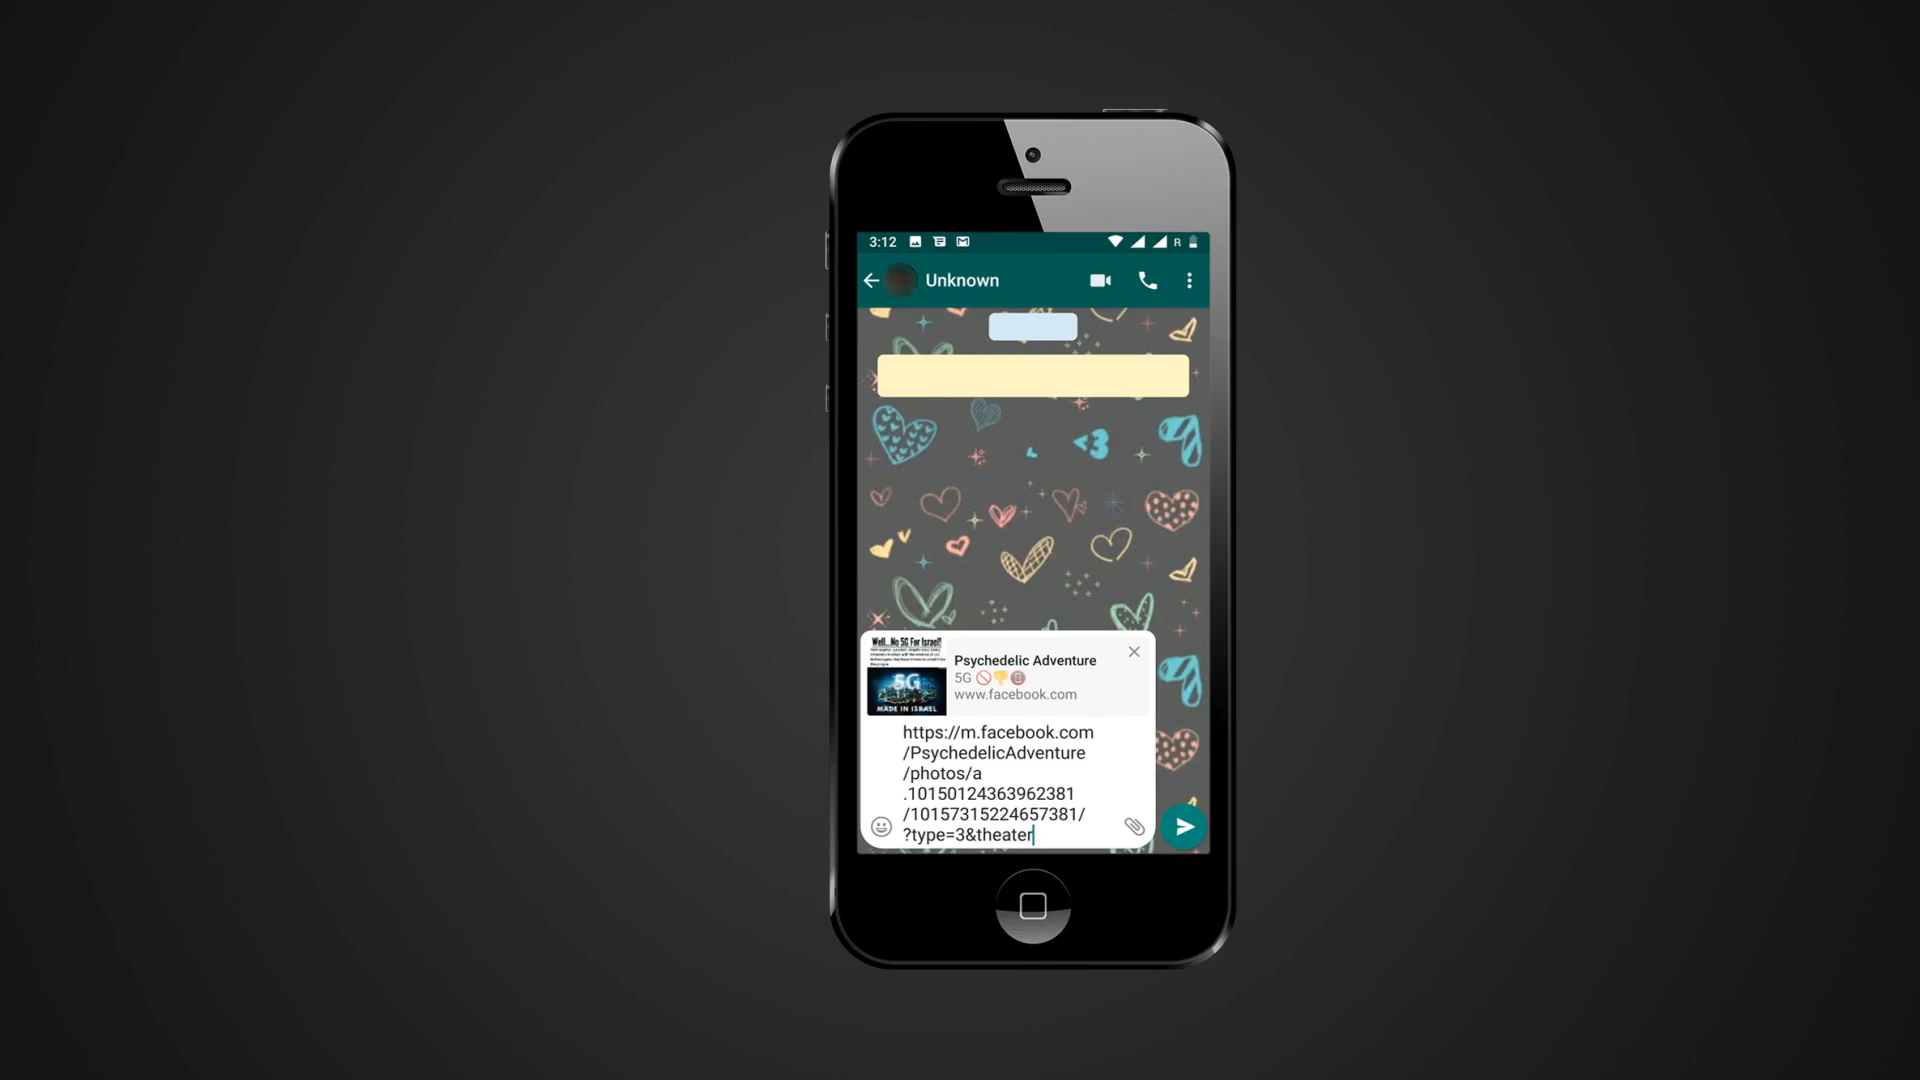 3:12
R
Unknown
Well...No 5G For Israel!
5G
MADE IN ISRAEL
Psychedelic Adventure
5G
www.facebook.com
https://m.facebook.com
/PsychedelicAdventure
/photos/a
.10150124363962381
/10157315224657381/
?type=3&theater